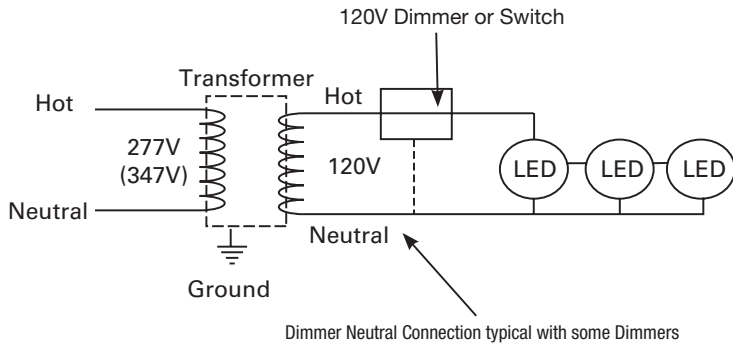 120V Dimmer or Switch
Transformer
Hot
Hot
277V
(347V)
120V
LED
LED
LED
Neutral
Neutral
Ground
Dimmer Neutral Connection typical with some Dimmers